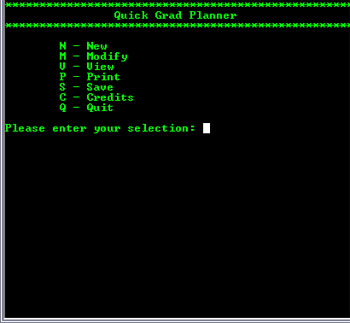 ****************************************************
Quick Grad Planner
****************************************************
N - New
M - Modify
V - View
P - Print
S - Save
C - Credits
Q - Quit
Please enter your selection: